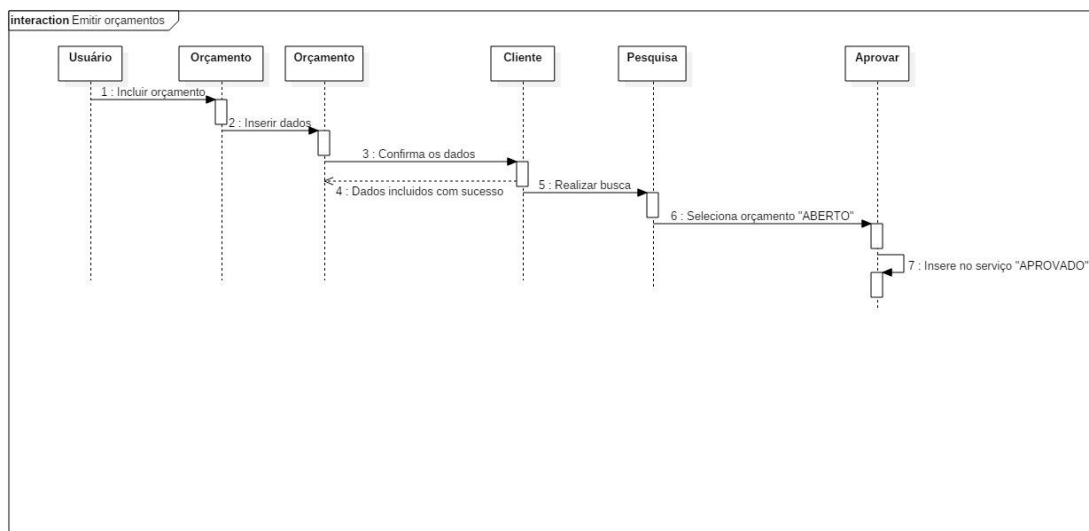 interaction Emitir orçamentos
Usuário
Orçamento
Orçamento
Cliente
Pesquisa
Aprovar
1 : Incluir orçamento
2 : Inserir dados
3 : Confirma os dados
4 : Dados incluidos com sucesso
5 : Realizar busca
6 : Seleciona orçamento "ABERTO"
7 : Insere no serviço "APROVADO"